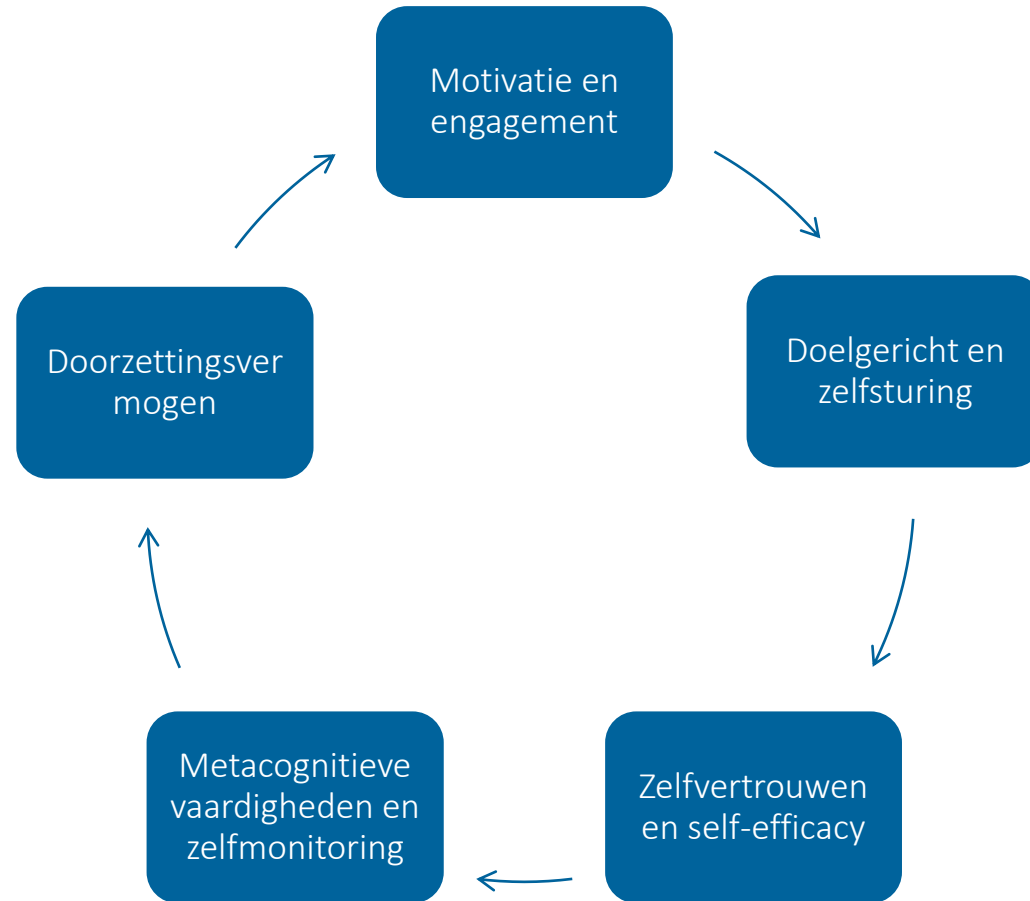 Motivatie en
engagement
Doelgericht en
zelfsturing
Zelfvertrouwen
en self-efficacy
Metacognitieve
vaardigheden en
zelfmonitoring
Doorzettingsver
mogen